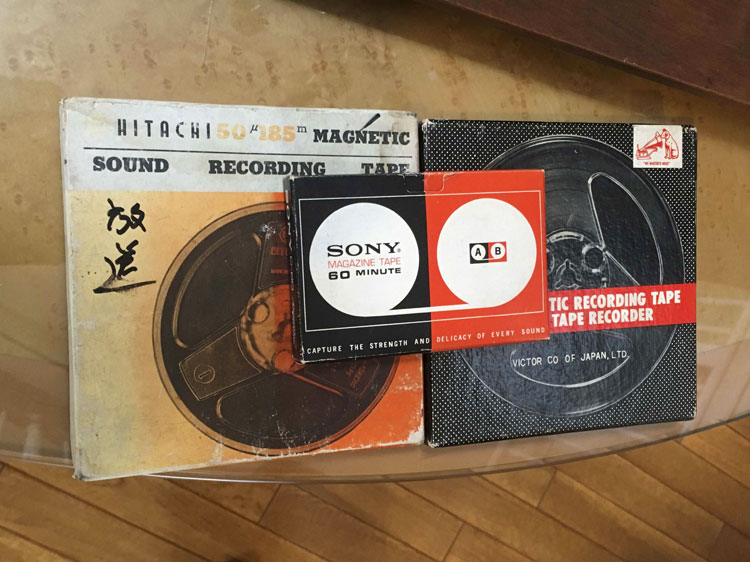 HITACHI 50μ 185m MAGNETIC
SOUND RECORDING TAPE
放
送
SONY®
MAGAZINE TAPE
60 MINUTE
A B
CAPTURE THE STRENGTH AND DELICACY OF EVERY SOUND
"HIS MASTER'S VOICE"
TIC RECORDING TAPE
TAPE RECORDER
VICTOR CO OF JAPAN, LTD.